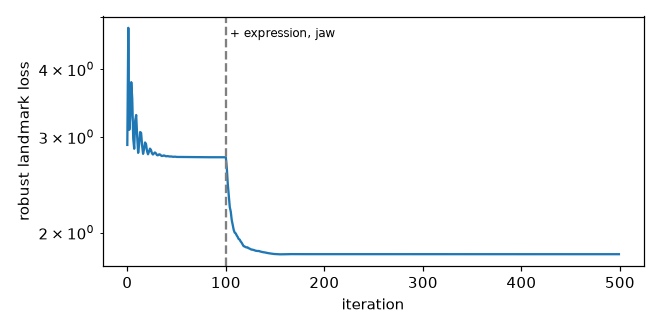 + expression, jaw
robust landmark loss
4 × 10⁰
3 × 10⁰
2 × 10⁰
0 100 200 300 400 500
iteration